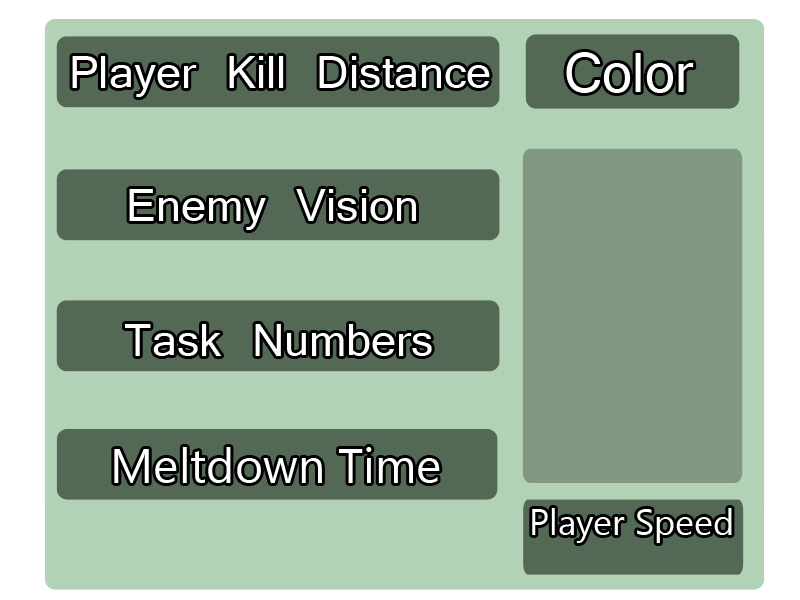 Player Kill Distance
Color
Enemy Vision
Task Numbers
Meltdown Time
Player Speed